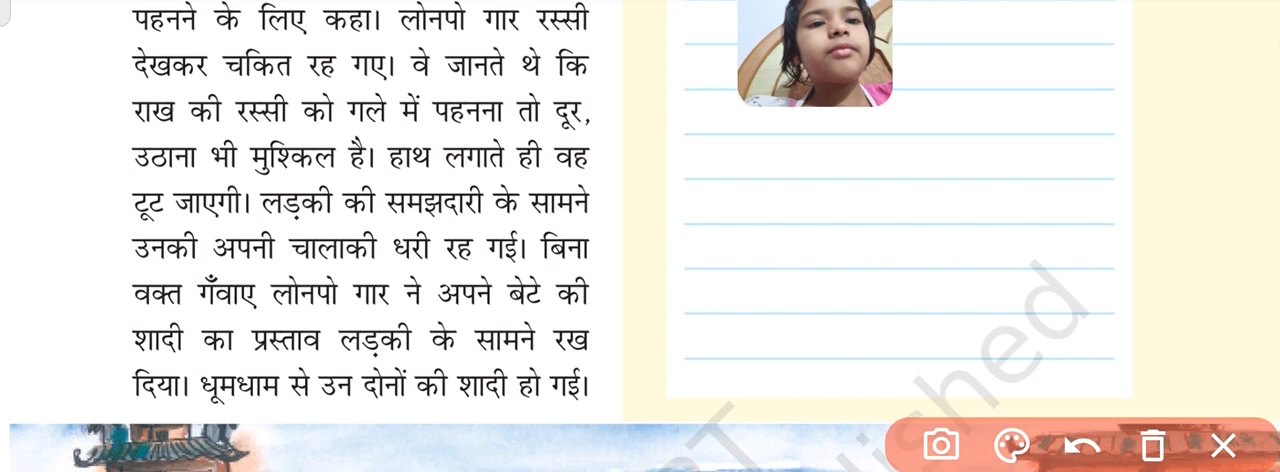 पहनने के लिए कहा। लोनपो गार रस्सी
देखकर चकित रह गए। वे जानते थे कि
राख की रस्सी को गले में पहनना तो दूर,
उठाना भी मुश्किल है। हाथ लगाते ही वह
टूट जाएगी। लड़की की समझदारी के सामने
उनकी अपनी चालाकी धरी रह गई। बिना
वक्त गँवाए लोनपो गार ने अपने बेटे की
शादी का प्रस्ताव लड़की के सामने रख
दिया। धूमधाम से उन दोनों की शादी हो गई।